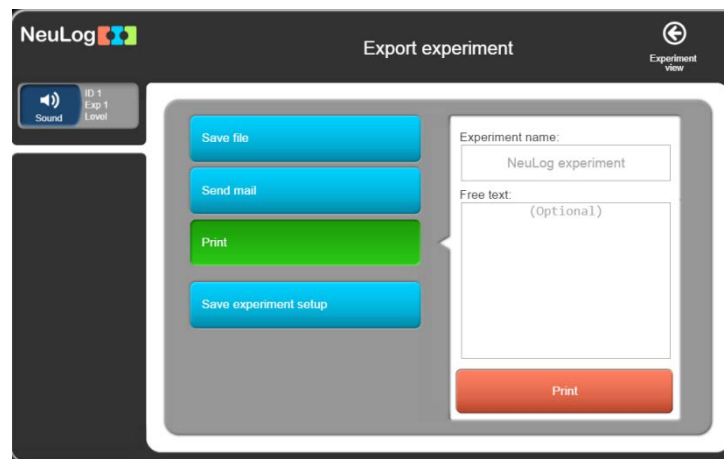 NeuLog
Export experiment
Experiment
view
Sound
ID 1
Exp 1
Level
Save file
Send mail
Print
Save experiment setup
Experiment name:
NeuLog experiment
Free text:
(Optional)
Print